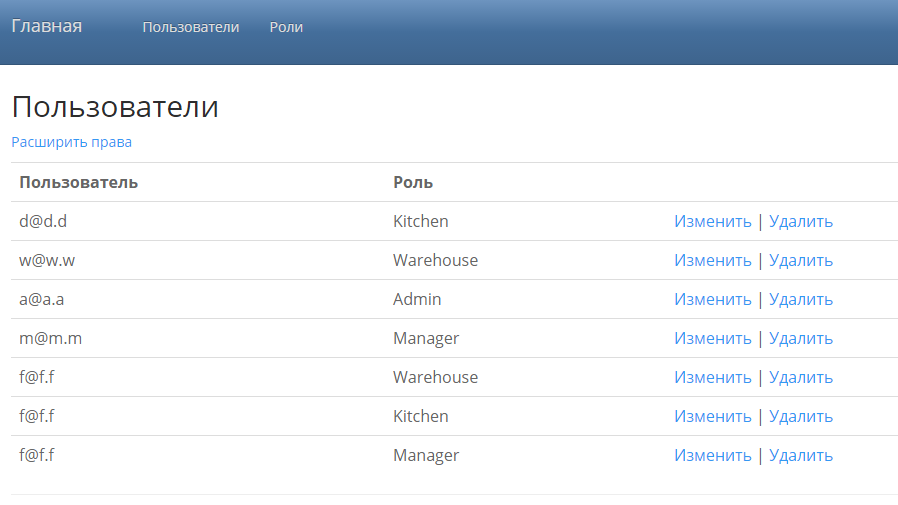 Главная Пользователи Роли
Пользователи
Расширить права
Пользователь Роль
d@d.d Kitchen Изменить | Удалить
w@w.w Warehouse Изменить | Удалить
a@a.a Admin Изменить | Удалить
m@m.m Manager Изменить | Удалить
f@f.f Warehouse Изменить | Удалить
f@f.f Kitchen Изменить | Удалить
f@f.f Manager Изменить | Удалить